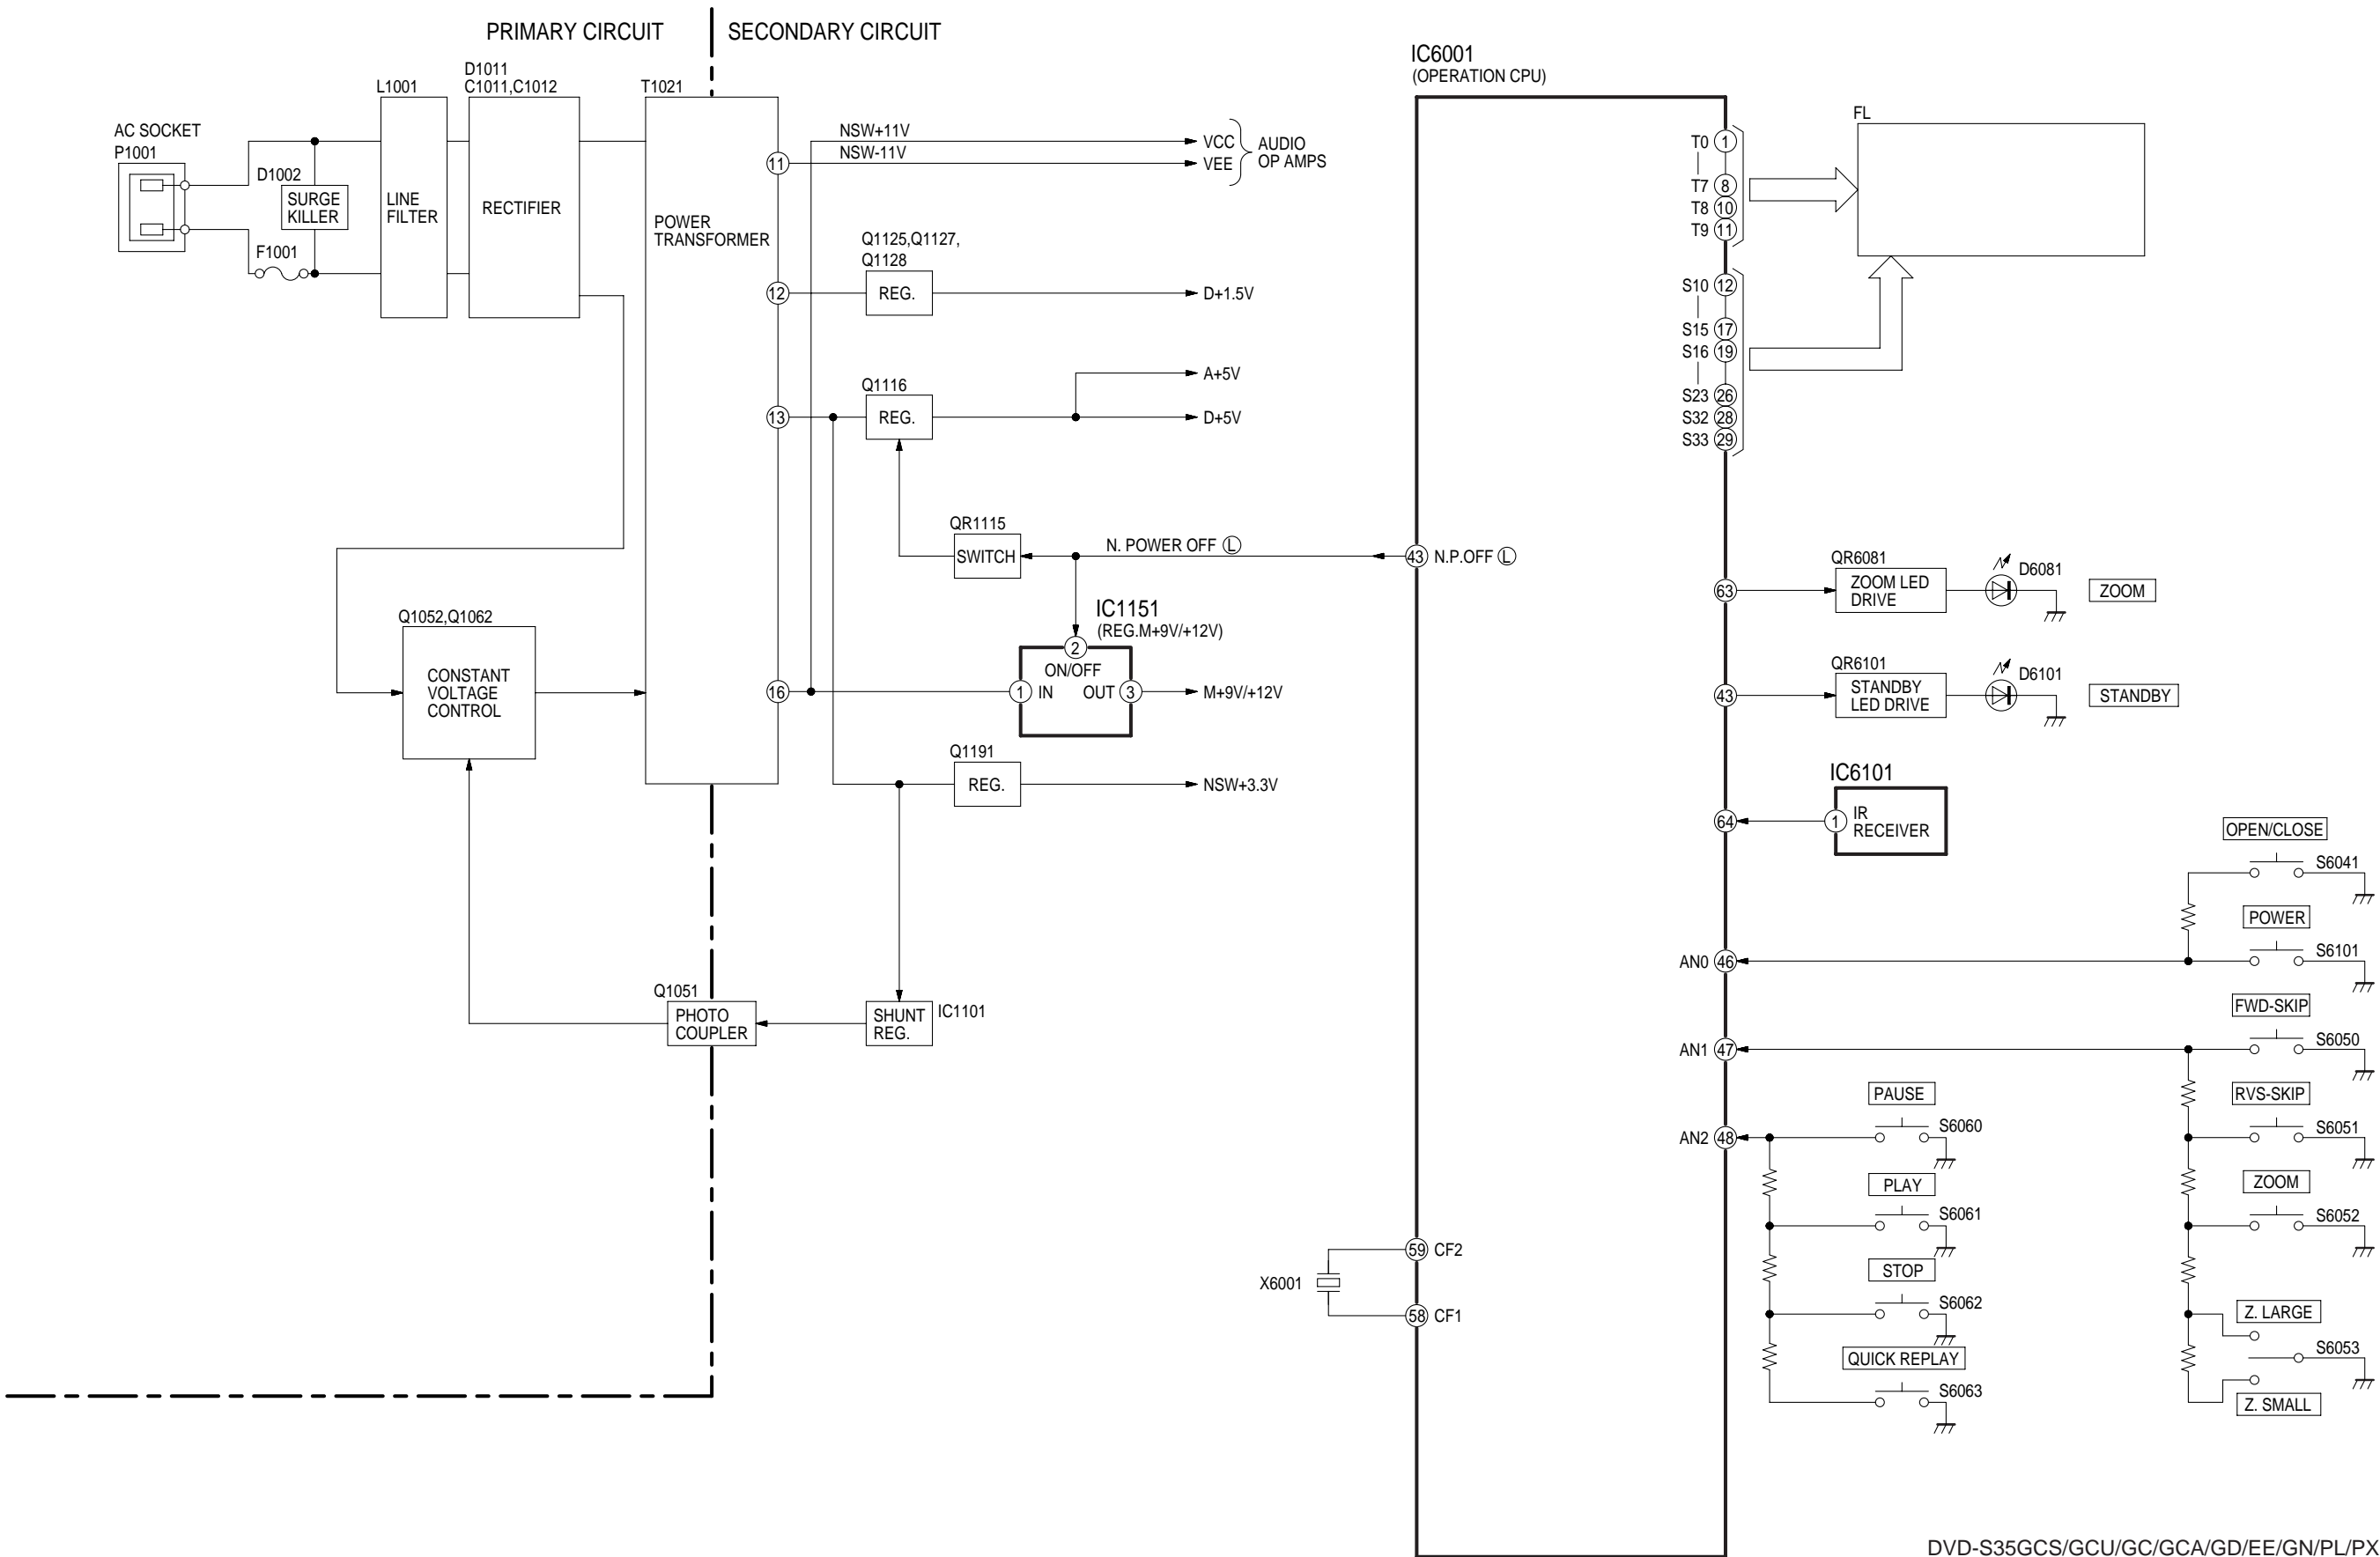 PRIMARY CIRCUIT
SECONDARY CIRCUIT
AC SOCKET
P1001
D1002
SURGE
KILLER
F1001
L1001
LINE
FILTER
D1011
C1011,C1012
RECTIFIER
T1021
POWER
TRANSFORMER
11
12
13
16
NSW+11V
NSW-11V
VCC
VEE
AUDIO
OP AMPS
Q1125,Q1127,
Q1128
REG.
D+1.5V
Q1116
REG.
A+5V
D+5V
QR1115
SWITCH
N. POWER OFF L
43 N.P.OFF L
IC1151
(REG.M+9V/+12V)
2
ON/OFF
1 IN
OUT 3
M+9V/+12V
Q1191
REG.
NSW+3.3V
Q1052,Q1062
CONSTANT
VOLTAGE
CONTROL
Q1051
PHOTO
COUPLER
SHUNT
REG.
IC1101
IC6001
(OPERATION CPU)
T0 1
T7 8
T8 10
T9 11
S10 12
S15 17
S16 19
S23 26
S32 28
S33 29
FL
63
QR6081
ZOOM LED
DRIVE
D6081
ZOOM
43
QR6101
STANDBY
LED DRIVE
D6101
STANDBY
64
IC6101
1
IR
RECEIVER
OPEN/CLOSE
S6041
POWER
S6101
AN0 46
FWD-SKIP
S6050
AN1 47
RVS-SKIP
S6051
ZOOM
S6052
Z. LARGE
S6053
Z. SMALL
AN2 48
PAUSE
S6060
PLAY
S6061
STOP
S6062
QUICK REPLAY
S6063
X6001
59 CF2
58 CF1
DVD-S35GCS/GCU/GC/GCA/GD/EE/GN/PL/PX